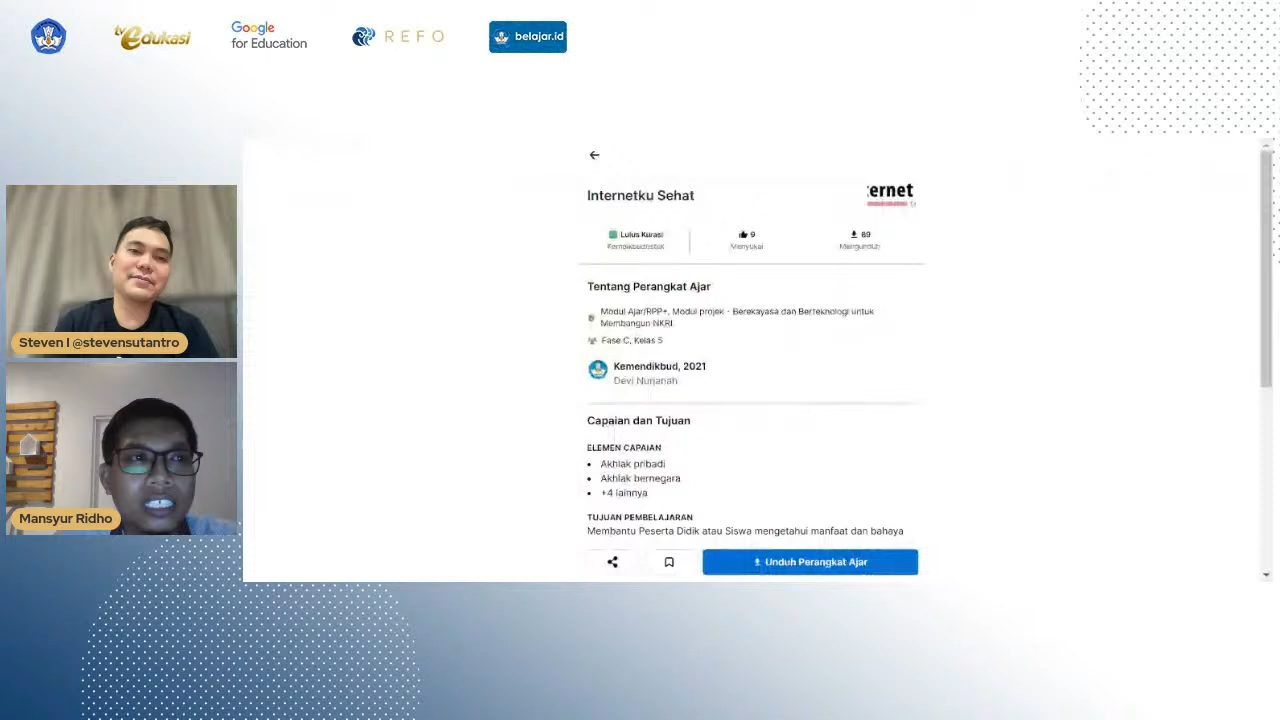 tv Edukasi
Google
for Education
REFO
belajar.id
Internetku Sehat
ternet
Lulus Kurasi
Kemdikbudristek
9
Menyukai
69
Mengunduh
Tentang Perangkat Ajar
Modul Ajar/RPP+, Modul projek - Berekayasa dan Berteknologi untuk
Membangun NKRI
Fase C, Kelas 5
Kemendikbud, 2021
Devi Nurjanah
Capaian dan Tujuan
ELEMEN CAPAIAN
• Akhlak pribadi
• Akhlak bernegara
• +4 lainnya
TUJUAN PEMBELAJARAN
Membantu Peserta Didik atau Siswa mengetahui manfaat dan bahaya
Unduh Perangkat Ajar
Steven I @stevensutantro
Mansyur Ridho